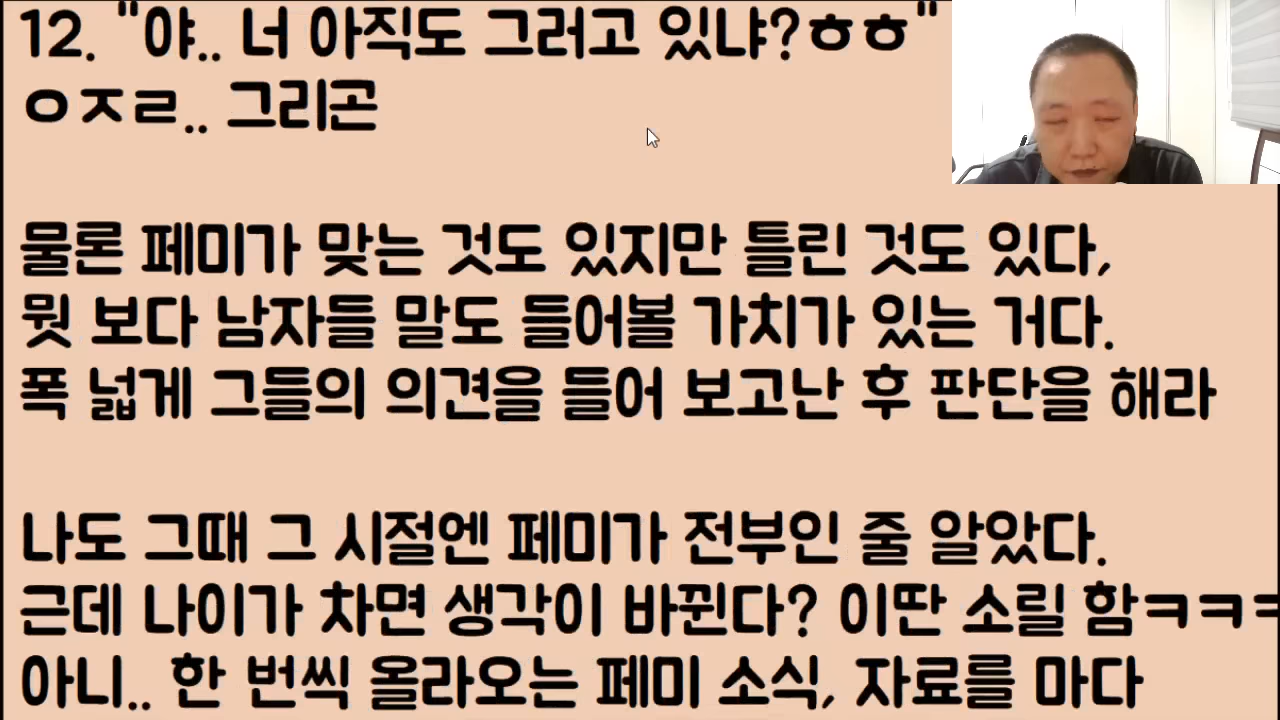 12. "야.. 너 아직도 그러고 있냐?ㅎㅎ"
ㅇㅈㄹ.. 그리곤
물론 페미가 맞는 것도 있지만 틀린 것도 있다,
뭣 보다 남자들 말도 들어볼 가치가 있는 거다.
폭 넓게 그들의 의견을 들어 보고난 후 판단을 해라
나도 그때 그 시절엔 페미가 전부인 줄 알았다.
근데 나이가 차면 생각이 바뀐다? 이딴 소릴 함ㅋㅋㅋ
아니.. 한 번씩 올라오는 페미 소식, 자료를 마다